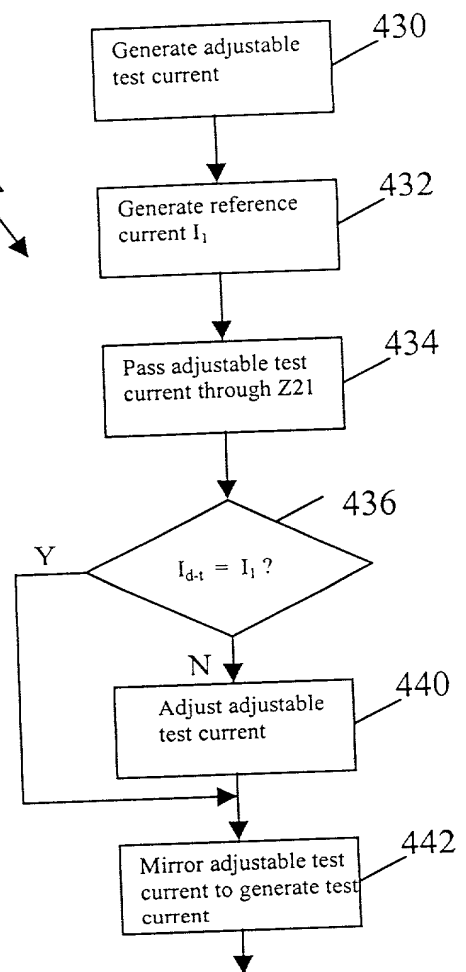 430
Generate adjustable
test current
432
Generate reference
current I₁
434
Pass adjustable test
current through Z21
436
Y
I_d-t = I₁ ?
N
440
Adjust adjustable
test current
442
Mirror adjustable test
current to generate test
current